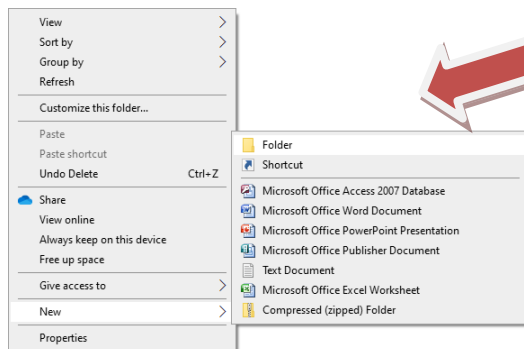 View
Sort by
Group by
Refresh
Customize this folder...
Paste
Paste shortcut
Undo Delete Ctrl+Z
Share
View online
Always keep on this device
Free up space
Give access to
New
Properties
Folder
Shortcut
Microsoft Office Access 2007 Database
Microsoft Office Word Document
Microsoft Office PowerPoint Presentation
Microsoft Office Publisher Document
Text Document
Microsoft Office Excel Worksheet
Compressed (zipped) Folder